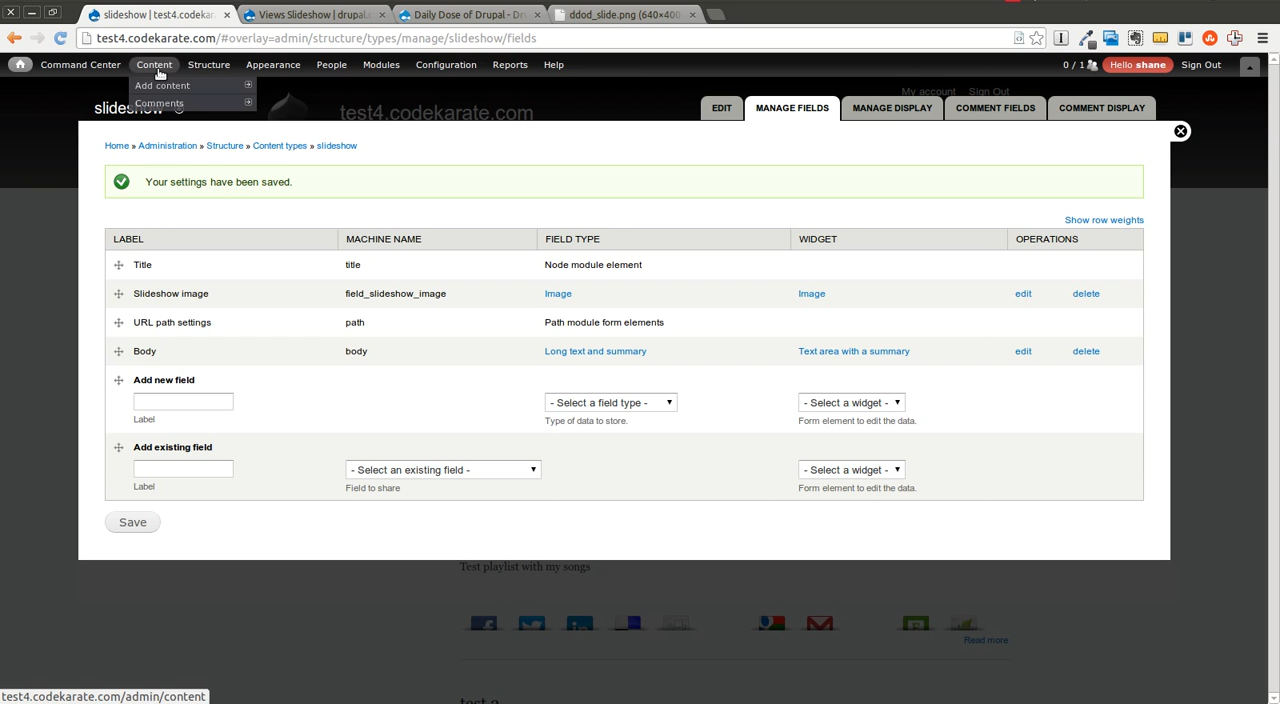 slideshow | test4.codekar
Views Slideshow | drupal.
Daily Dose of Drupal - Dr
ddod_slide.png (640×400
test4.codekarate.com/#overlay=admin/structure/types/manage/slideshow/fields
Command Center Content Structure Appearance People Modules Configuration Reports Help 0 / 1 Hello shane Sign Out
Add content
Comments
My account Sign Out
slideshow
test4.codekarate.com
EDIT MANAGE FIELDS MANAGE DISPLAY COMMENT FIELDS COMMENT DISPLAY
Home » Administration » Structure » Content types » slideshow
Your settings have been saved.
Show row weights
LABEL MACHINE NAME FIELD TYPE WIDGET OPERATIONS
Title title Node module element
Slideshow image field_slideshow_image Image Image edit delete
URL path settings path Path module form elements
Body body Long text and summary Text area with a summary edit delete
Add new field
- Select a field type - - Select a widget -
Label Type of data to store. Form element to edit the data.
Add existing field
- Select an existing field - - Select a widget -
Label Field to share Form element to edit the data.
Save
Test playlist with my songs
Read more
test4.codekarate.com/admin/content